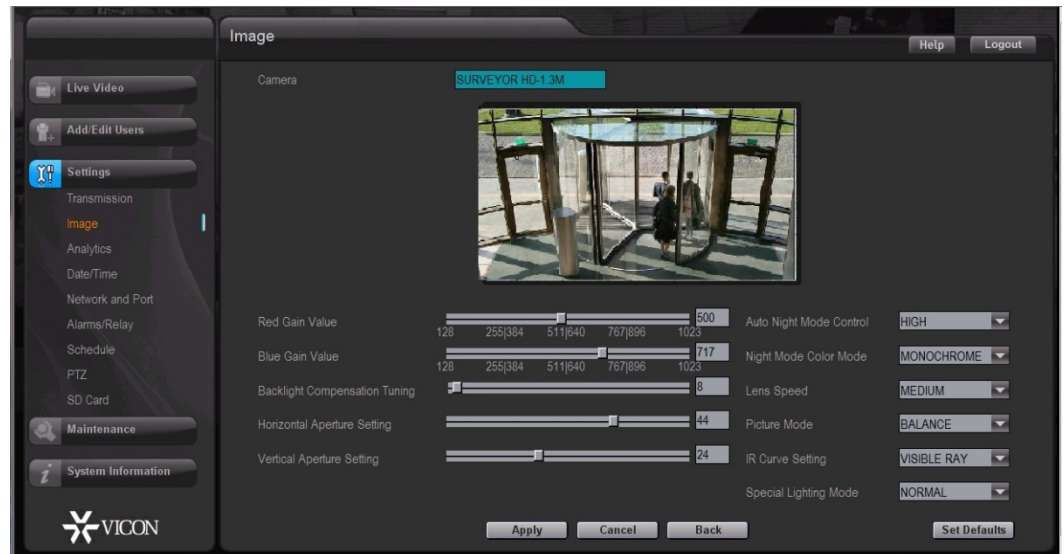 Image
Help
Logout
Live Video
Add/Edit Users
Settings
Transmission
Image
Analytics
Date/Time
Network and Port
Alarms/Relay
Schedule
PTZ
SD Card
Maintenance
System Information
VICON
Camera
SURVEYOR HD-1.3M
Red Gain Value
500
128 255|384 511|640 767|896 1023
Blue Gain Value
717
128 255|384 511|640 767|896 1023
Backlight Compensation Tuning
8
Horizontal Aperture Setting
44
Vertical Aperture Setting
24
Auto Night Mode Control
HIGH
Night Mode Color Mode
MONOCHROME
Lens Speed
MEDIUM
Picture Mode
BALANCE
IR Curve Setting
VISIBLE RAY
Special Lighting Mode
NORMAL
Apply
Cancel
Back
Set Defaults